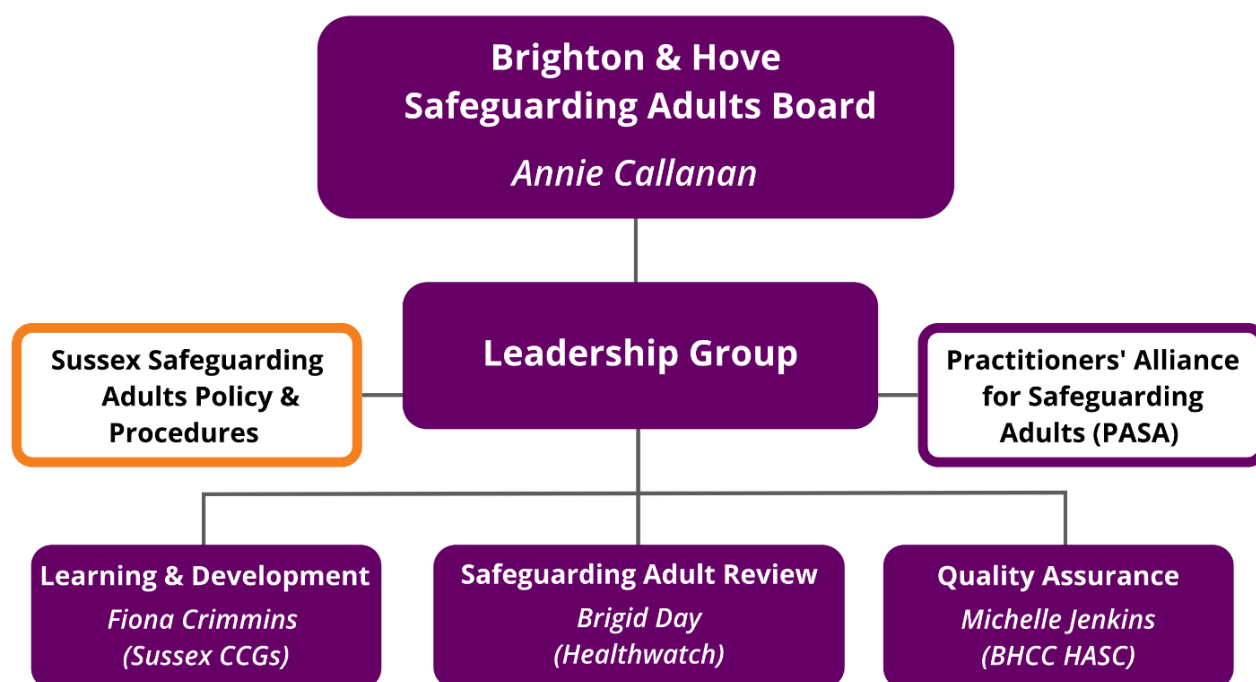 Brighton & Hove
Safeguarding Adults Board
Annie Callanan
Leadership Group
Sussex Safeguarding
Adults Policy &
Procedures
Practitioners' Alliance
for Safeguarding
Adults (PASA)
Learning & Development
Fiona Crimmins
(Sussex CCGs)
Safeguarding Adult Review
Brigid Day
(Healthwatch)
Quality Assurance
Michelle Jenkins
(BHCC HASC)